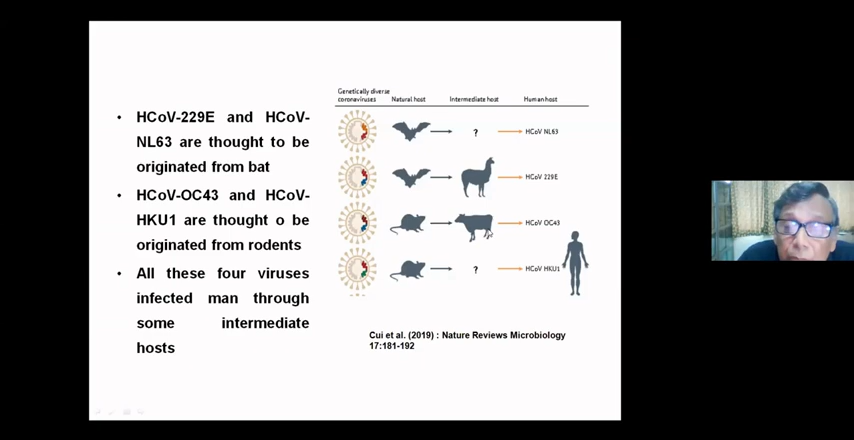 • HCoV-229E and HCoV-
NL63 are thought to be
originated from bat
• HCoV-OC43 and HCoV-
HKU1 are thought o be
originated from rodents
• All these four viruses
infected man through
some intermediate
hosts
Genetically diverse
coronaviruses Natural host Intermediate host Human host
? HCoV NL63
HCoV 229E
HCoV OC43
? HCoV HKU1
Cui et al. (2019) : Nature Reviews Microbiology
17:181-192